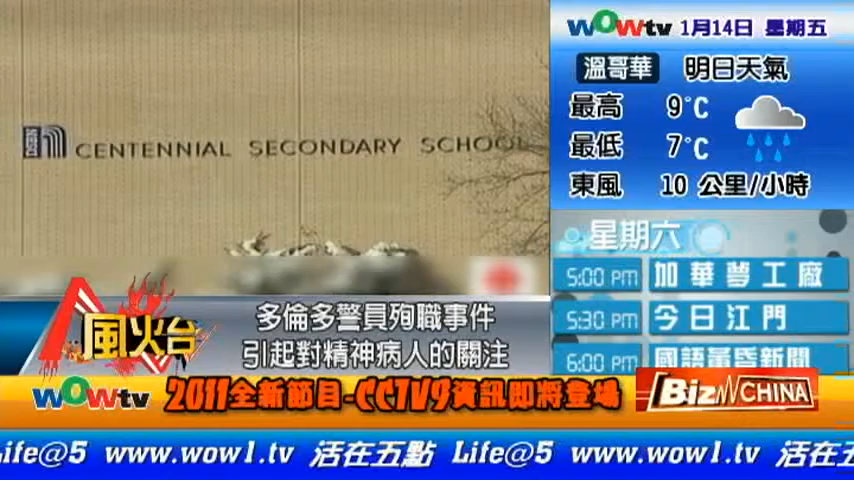 CENTENNIAL SECONDARY SCHOOL
風火台
多倫多警員殉職事件
引起對精神病人的關注
WOWtv 1月14日 星期五
溫哥華 明日天氣
最高 9°C
最低 7°C
東風 10 公里/小時
星期六
5:00 PM 加華夢工廠
5:30 PM 今日江門
6:00 PM 國語黃昏新聞
WOWtv 2011全新節目-CCTV9資訊即將登場 Biz CHINA
Life@5 www.wow1.tv 活在五點 Life@5 www.wow1.tv 活在五